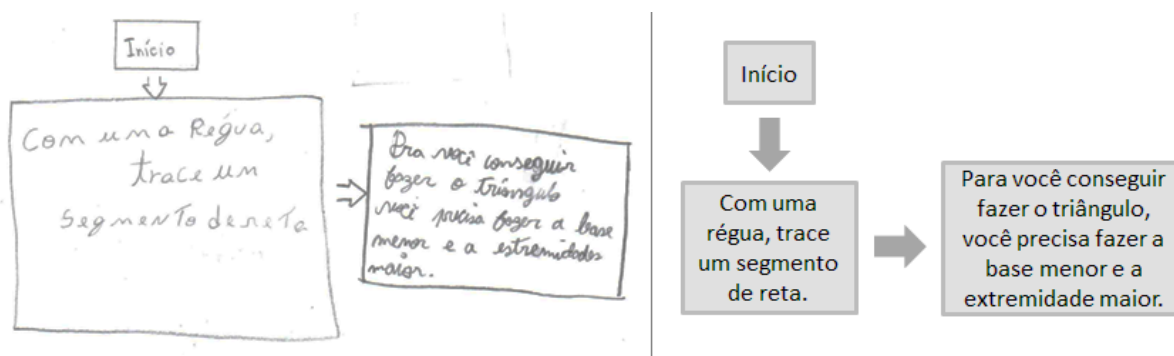 Início
Com uma Régua,
trace um
segmento de reta
Pra você conseguir
fazer o triângulo
você precisa fazer a base
menor e a estremidades
maior.
Início
Com uma
régua, trace
um segmento
de reta.
Para você conseguir
fazer o triângulo,
você precisa fazer a
base menor e a
extremidade maior.